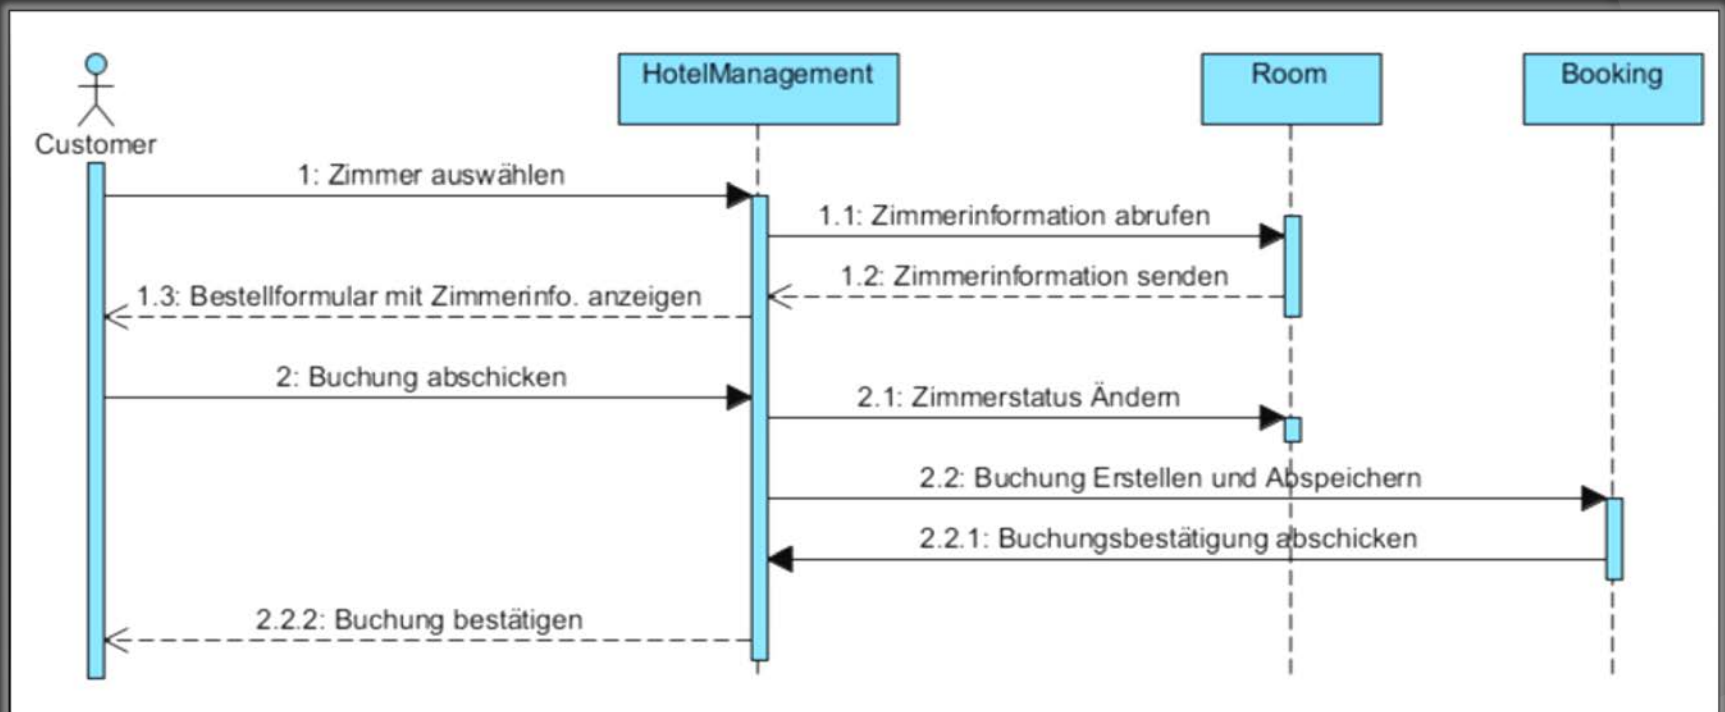 HotelManagement
Room
Booking
Customer
1: Zimmer auswählen
1.1: Zimmerinformation abrufen
1.2: Zimmerinformation senden
1.3: Bestellformular mit Zimmerinfo. anzeigen
2: Buchung abschicken
2.1: Zimmerstatus Ändern
2.2: Buchung Erstellen und Abspeichern
2.2.1: Buchungsbestätigung abschicken
2.2.2: Buchung bestätigen